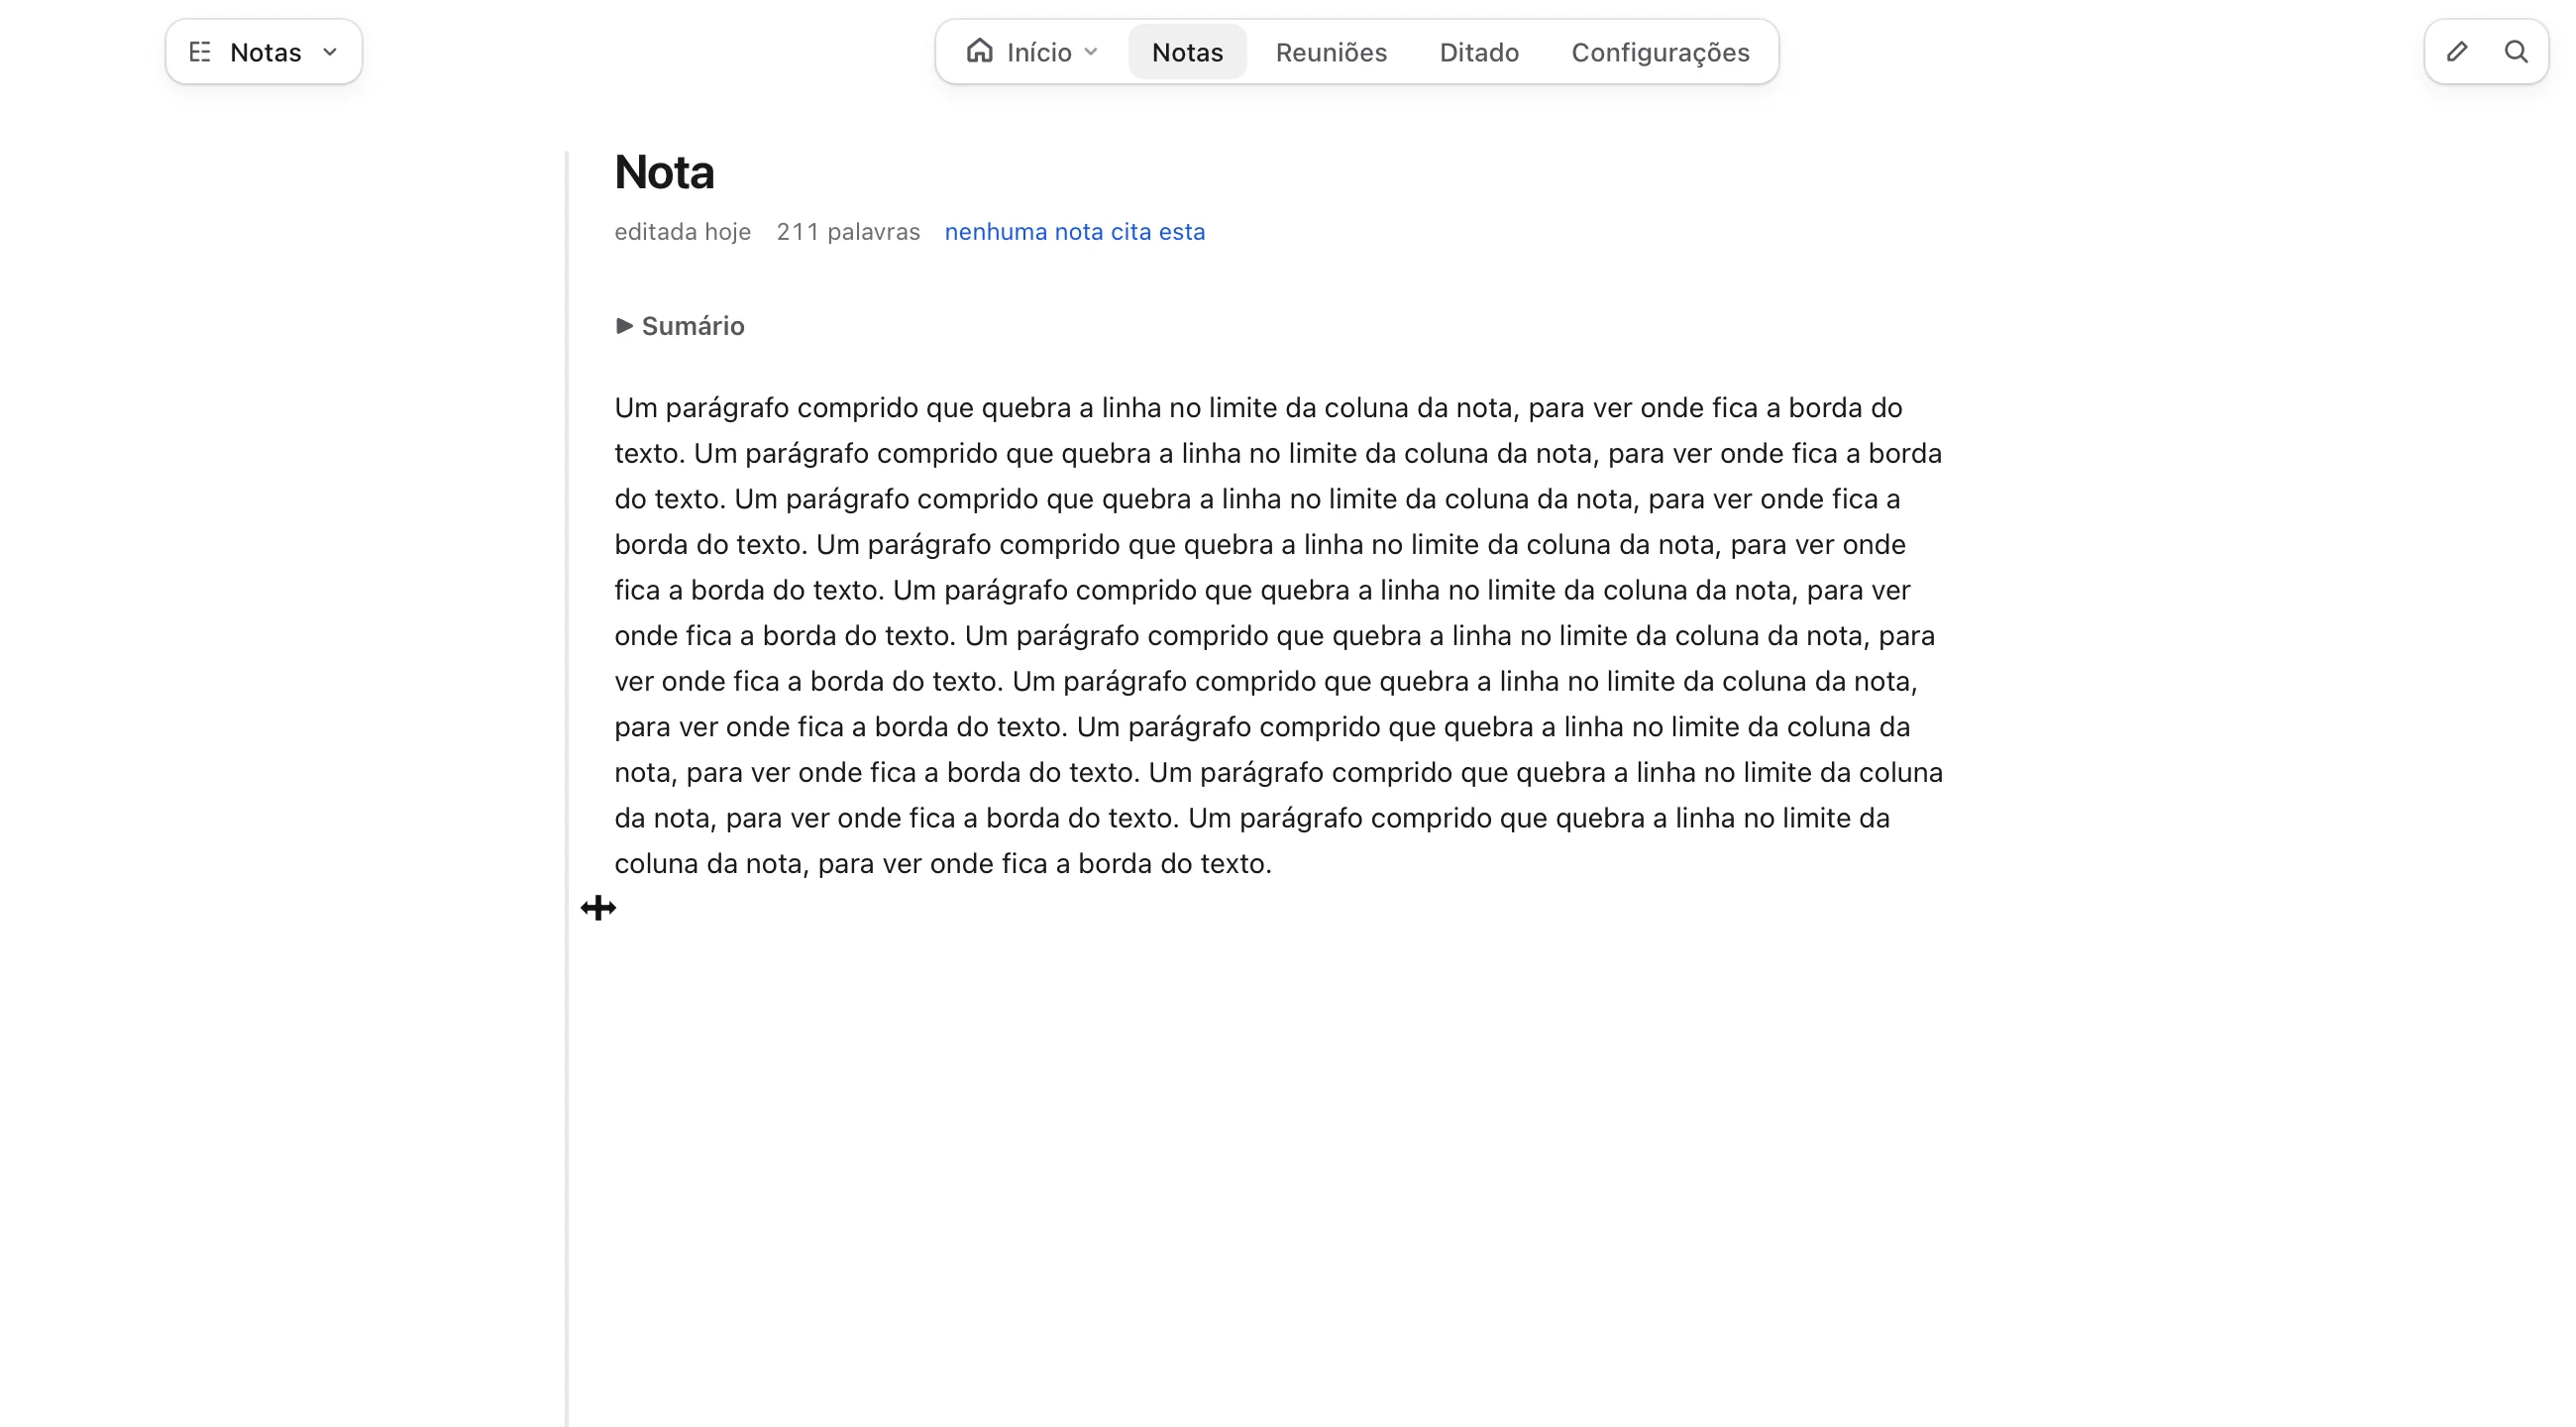 Notas
Início
Notas
Reuniões
Ditado
Configurações
Nota
editada hoje 211 palavras nenhuma nota cita esta
Sumário
Um parágrafo comprido que quebra a linha no limite da coluna da nota, para ver onde fica a borda do
texto. Um parágrafo comprido que quebra a linha no limite da coluna da nota, para ver onde fica a borda
do texto. Um parágrafo comprido que quebra a linha no limite da coluna da nota, para ver onde fica a
borda do texto. Um parágrafo comprido que quebra a linha no limite da coluna da nota, para ver onde
fica a borda do texto. Um parágrafo comprido que quebra a linha no limite da coluna da nota, para ver
onde fica a borda do texto. Um parágrafo comprido que quebra a linha no limite da coluna da nota, para
ver onde fica a borda do texto. Um parágrafo comprido que quebra a linha no limite da coluna da nota,
para ver onde fica a borda do texto. Um parágrafo comprido que quebra a linha no limite da coluna da
nota, para ver onde fica a borda do texto. Um parágrafo comprido que quebra a linha no limite da coluna
da nota, para ver onde fica a borda do texto. Um parágrafo comprido que quebra a linha no limite da
coluna da nota, para ver onde fica a borda do texto.